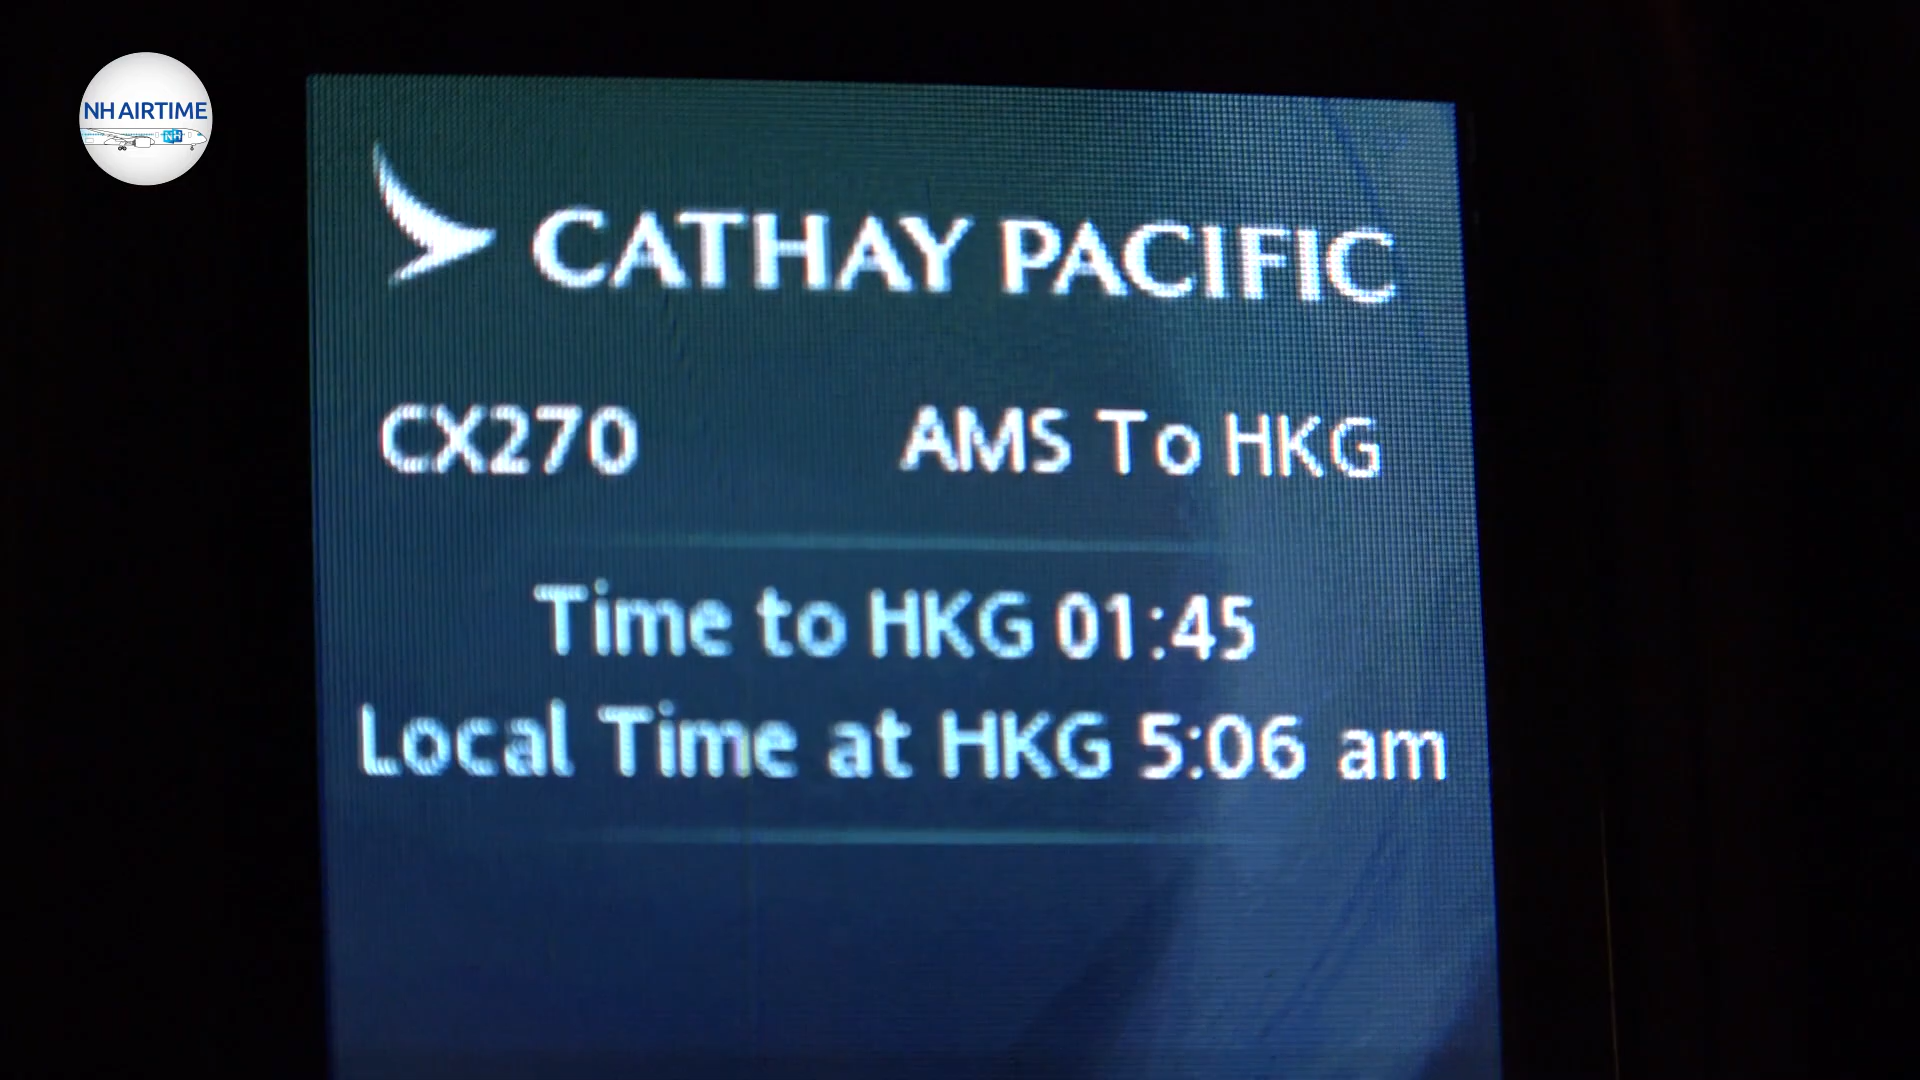 NH AIRTIME
NH
CATHAY PACIFIC
CX270 AMS To HKG
Time to HKG 01:45
Local Time at HKG 5:06 am